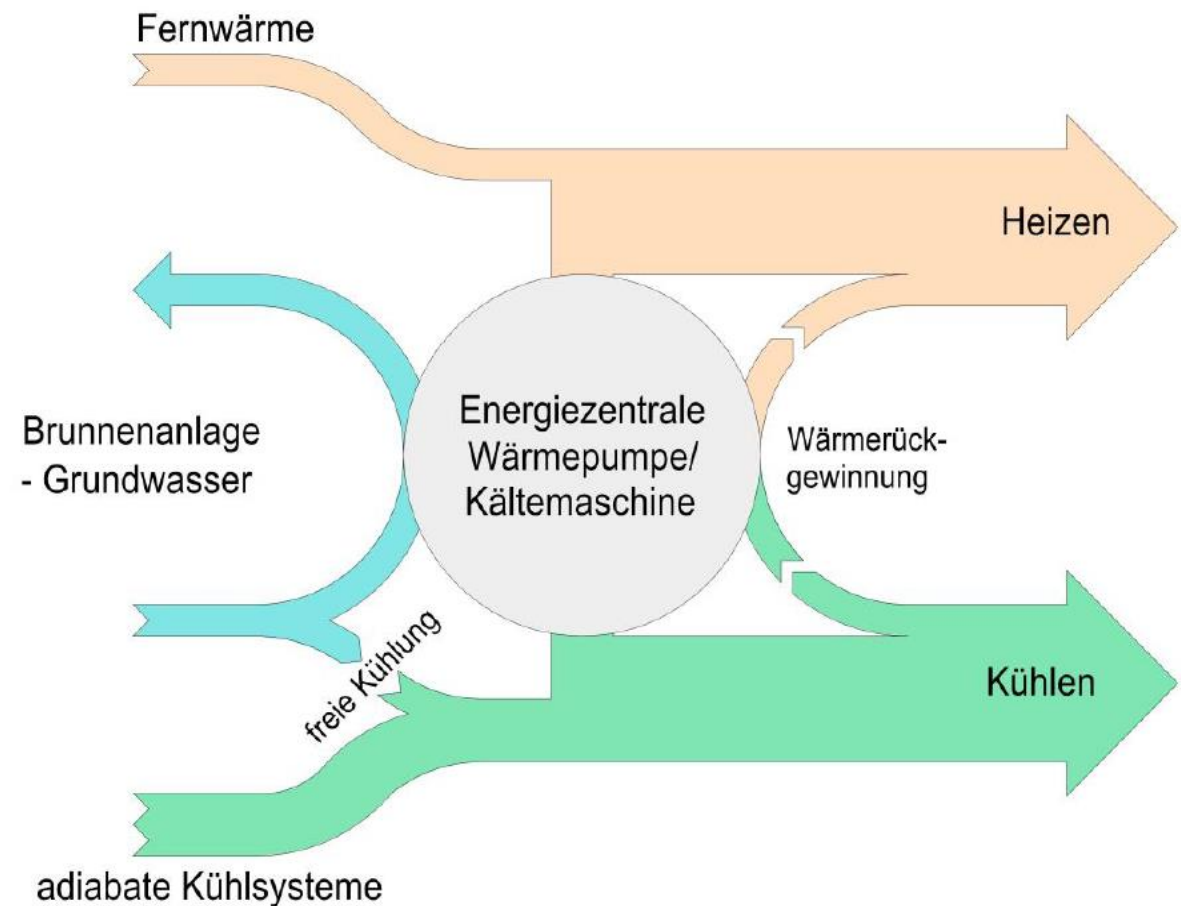 Fernwärme
Heizen
Energiezentrale
Wärmepumpe/
Kältemaschine
Brunnenanlage
- Grundwasser
Wärmerück-
gewinnung
freie Kühlung
Kühlen
adiabate Kühlsysteme